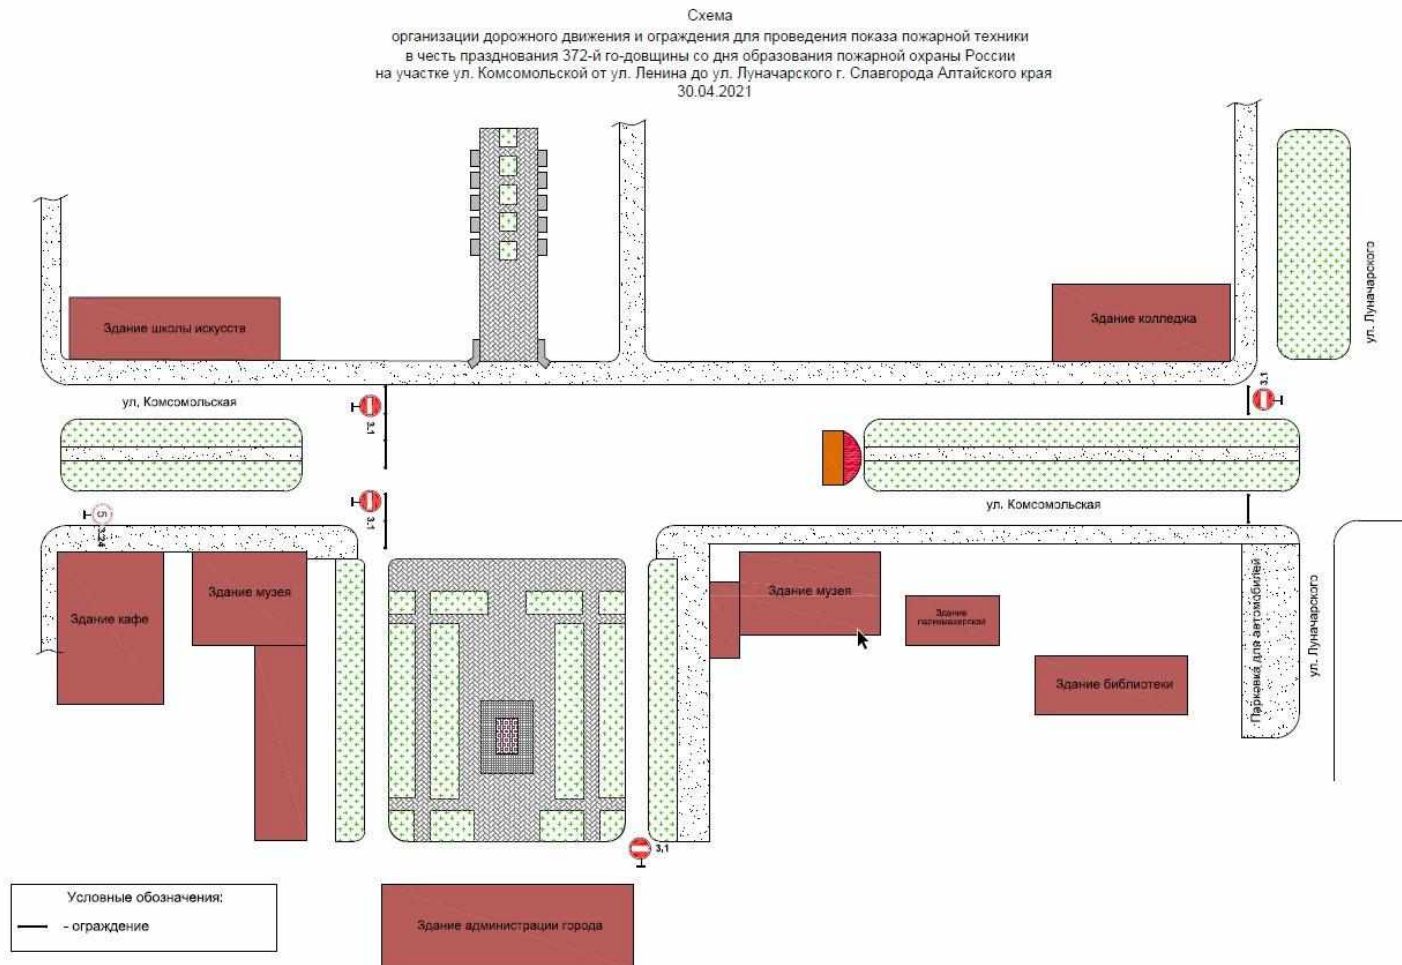 Схема
организации дорожного движения и ограждения для проведения показа пожарной техники
в честь празднования 372-й го-довщины со дня образования пожарной охраны России
на участке ул. Комсомольской от ул. Ленина до ул. Луначарского г. Славгорода Алтайского края
30.04.2021
ул. Луначарского
Здание школы искусств
Здание колледжа
ул. Комсомольская
3.1
3.1
3.1
ул. Комсомольская
5
3.24
Здание кафе
Здание музея
Здание музея
Здание парикмахерской
Здание библиотеки
Парковка для автомобилей
ул. Луначарского
3.1
Условные обозначения:
- ограждение
Здание администрации города